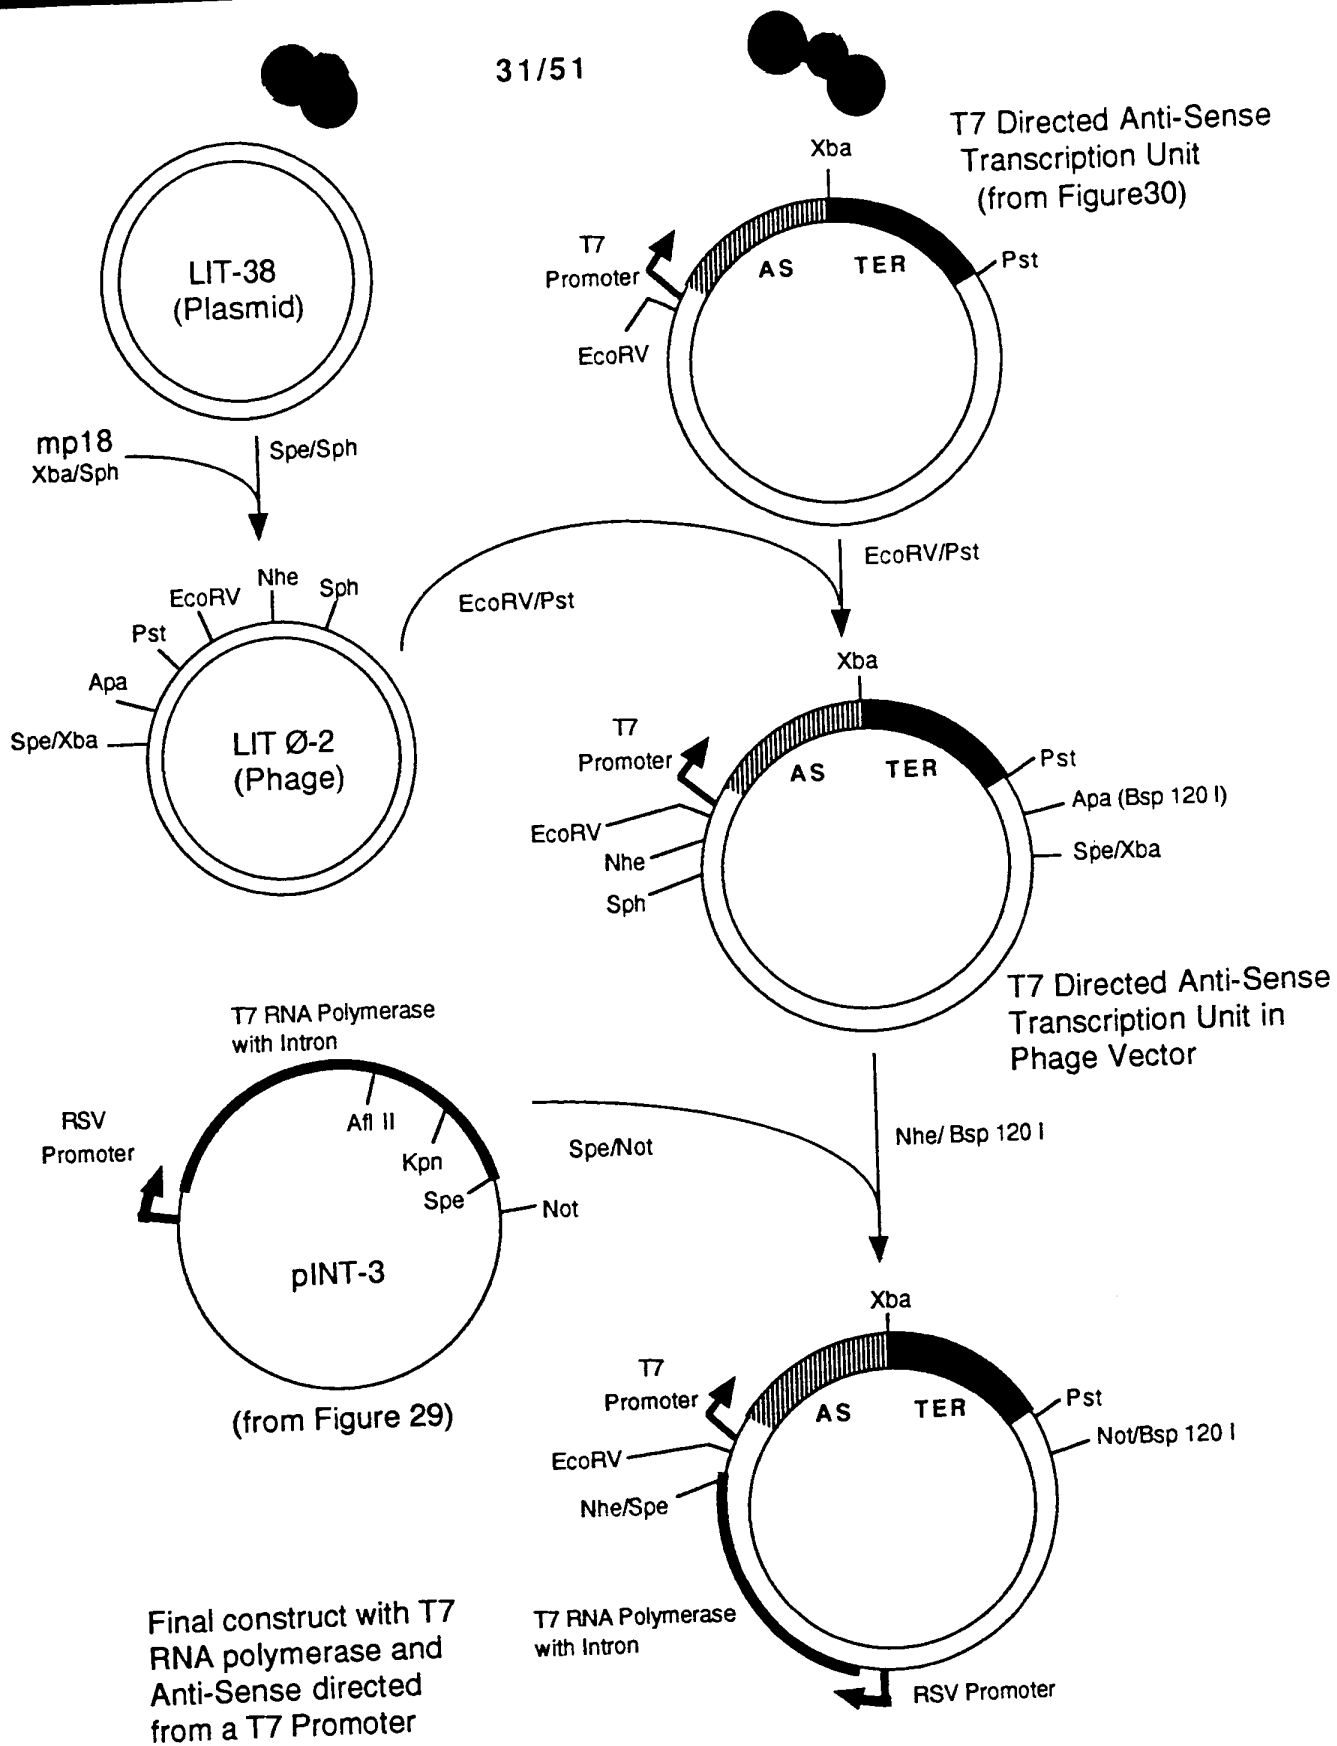 31/51
T7 Directed Anti-Sense
Transcription Unit
(from Figure30)
Xba
T7
Promoter
AS
TER
Pst
EcoRV
LIT-38
(Plasmid)
mp18
Xba/Sph
Spe/Sph
EcoRV/Pst
EcoRV/Pst
Nhe
EcoRV
Sph
Pst
Apa
Spe/Xba
LIT Ø-2
(Phage)
Xba
T7
Promoter
AS
TER
Pst
Apa (Bsp 120 I)
Spe/Xba
EcoRV
Nhe
Sph
T7 Directed Anti-Sense
Transcription Unit in
Phage Vector
T7 RNA Polymerase
with Intron
RSV
Promoter
Afl II
Kpn
Spe
Not
pINT-3
(from Figure 29)
Spe/Not
Nhe/ Bsp 120 I
Xba
T7
Promoter
AS
TER
Pst
Not/Bsp 120 I
EcoRV
Nhe/Spe
T7 RNA Polymerase
with Intron
RSV Promoter
Final construct with T7
RNA polymerase and
Anti-Sense directed
from a T7 Promoter